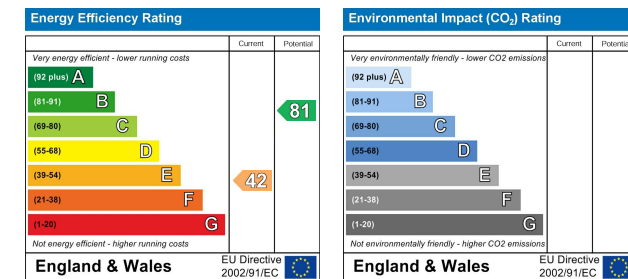 Energy Efficiency Rating
Current Potential
Very energy efficient - lower running costs
(92 plus) A
(81-91) B
(69-80) C
(55-68) D
(39-54) E
(21-38) F
(1-20) G
81
42
Not energy efficient - higher running costs
England & Wales
EU Directive
2002/91/EC
Environmental Impact (CO2) Rating
Current Potential
Very environmentally friendly - lower CO2 emissions
(92 plus) A
(81-91) B
(69-80) C
(55-68) D
(39-54) E
(21-38) F
(1-20) G
Not environmentally friendly - higher CO2 emissions
England & Wales
EU Directive
2002/91/EC